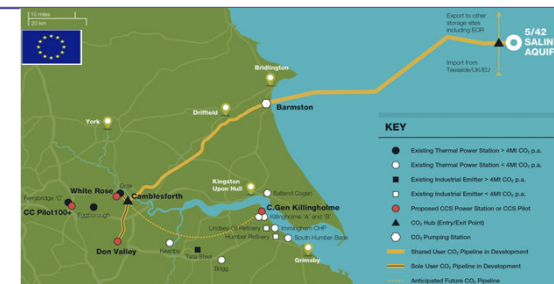 10 miles
20 km
Export to other
storage sites
including EOR
5/42
SALIN
AQUIF
Import from
Teesside/UK/EU
Bridlington
Barmston
Driffield
York
KEY
Existing Thermal Power Station > 4Mt CO₂ p.a.
Existing Thermal Power Station < 4Mt CO₂ p.a.
Existing Industrial Emitter > 4Mt CO₂ p.a.
Existing Industrial Emitter < 4Mt CO₂ p.a.
Proposed CCS Power Station or CCS Pilot
CO₂ Hub (Entry/Exit Point)
CO₂ Pumping Station
Shared User CO₂ Pipeline in Development
Sole User CO₂ Pipeline in Development
Anticipated Future CO₂ Pipeline
Kingston
Upon Hull
Saltend Cogen
Drax
White Rose
Camblesforth
Ferrybridge 'C'
CC Pilot100+
Eggborough
C.Gen Killingholme
Killingholme 'A' and 'B'
Lindsey Oil Refinery
Immingham CHP
Humber Refinery
South Humber Bank
Don Valley
Keadby
Tata Steel
Brigg
Grimsby